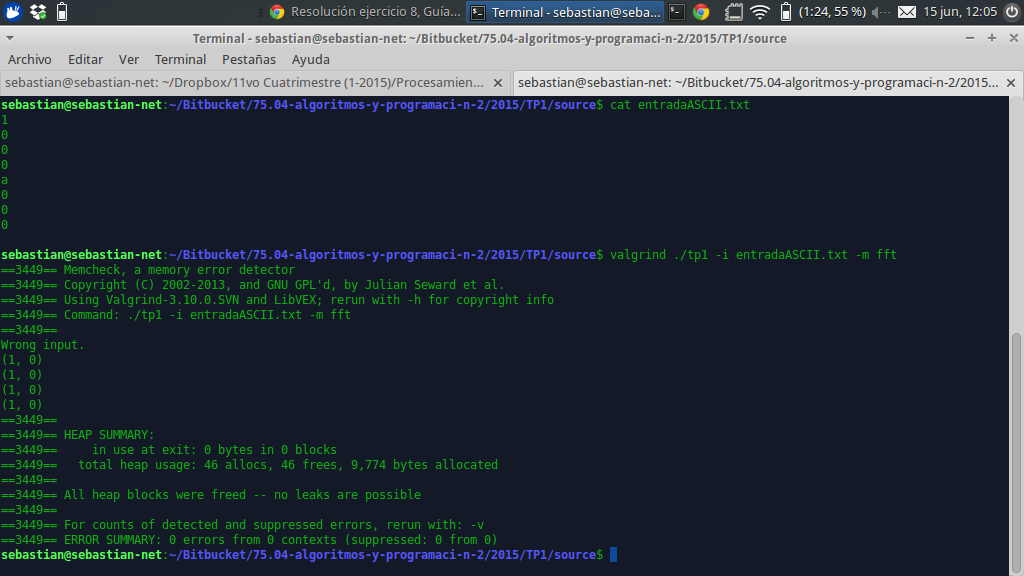 Resolución ejercicio 8, Guía...
Terminal - sebastian@seba...
(1:24, 55 %)
15 jun, 12:05
Terminal - sebastian@sebastian-net: ~/Bitbucket/75.04-algoritmos-y-programaci-n-2/2015/TP1/source
Archivo Editar Ver Terminal Pestañas Ayuda
sebastian@sebastian-net: ~/Dropbox/11vo Cuatrimestre (1-2015)/Procesamien...
sebastian@sebastian-net: ~/Bitbucket/75.04-algoritmos-y-programaci-n-2/2015...
sebastian@sebastian-net:~/Bitbucket/75.04-algoritmos-y-programaci-n-2/2015/TP1/source$ cat entradaASCII.txt
1
0
0
0
a
0
0
0
sebastian@sebastian-net:~/Bitbucket/75.04-algoritmos-y-programaci-n-2/2015/TP1/source$ valgrind ./tp1 -i entradaASCII.txt -m fft
==3449== Memcheck, a memory error detector
==3449== Copyright (C) 2002-2013, and GNU GPL'd, by Julian Seward et al.
==3449== Using Valgrind-3.10.0.SVN and LibVEX; rerun with -h for copyright info
==3449== Command: ./tp1 -i entradaASCII.txt -m fft
==3449==
Wrong input.
(1, 0)
(1, 0)
(1, 0)
(1, 0)
==3449==
==3449== HEAP SUMMARY:
==3449==     in use at exit: 0 bytes in 0 blocks
==3449==   total heap usage: 46 allocs, 46 frees, 9,774 bytes allocated
==3449==
==3449== All heap blocks were freed -- no leaks are possible
==3449==
==3449== For counts of detected and suppressed errors, rerun with: -v
==3449== ERROR SUMMARY: 0 errors from 0 contexts (suppressed: 0 from 0)
sebastian@sebastian-net:~/Bitbucket/75.04-algoritmos-y-programaci-n-2/2015/TP1/source$